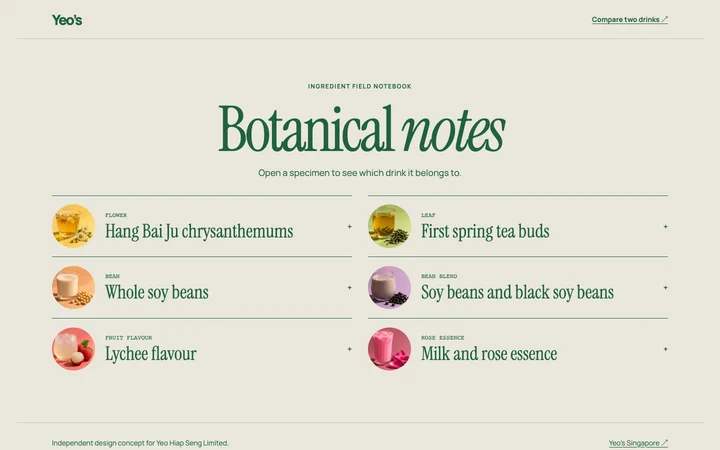 Yeo's
Compare two drinks ↗
INGREDIENT FIELD NOTEBOOK
Botanical notes
Open a specimen to see which drink it belongs to.
FLOWER
Hang Bai Ju chrysanthemums
+
LEAF
First spring tea buds
+
BEAN
Whole soy beans
+
BEAN BLEND
Soy beans and black soy beans
+
FRUIT FLAVOUR
Lychee flavour
+
ROSE ESSENCE
Milk and rose essence
+
Independent design concept for Yeo Hiap Seng Limited.
Yeo's Singapore ↗